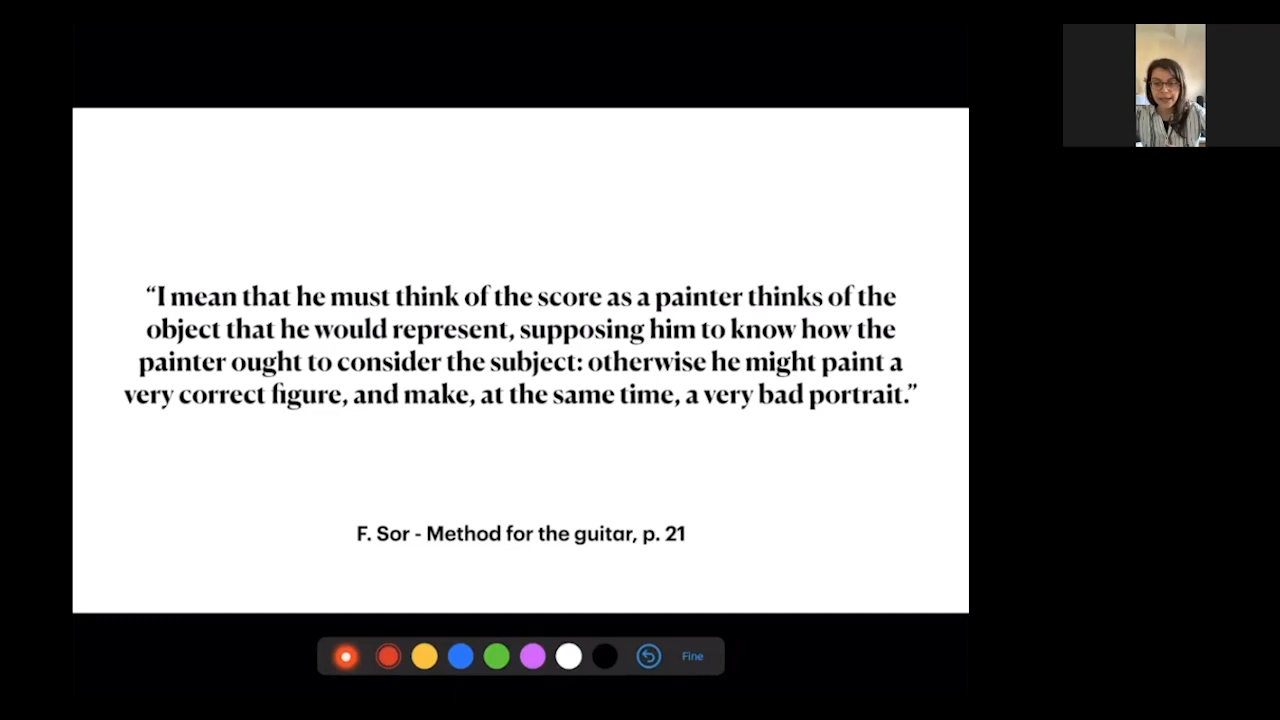 “I mean that he must think of the score as a painter thinks of the
object that he would represent, supposing him to know how the
painter ought to consider the subject: otherwise he might paint a
very correct figure, and make, at the same time, a very bad portrait.”
F. Sor - Method for the guitar, p. 21
Fine